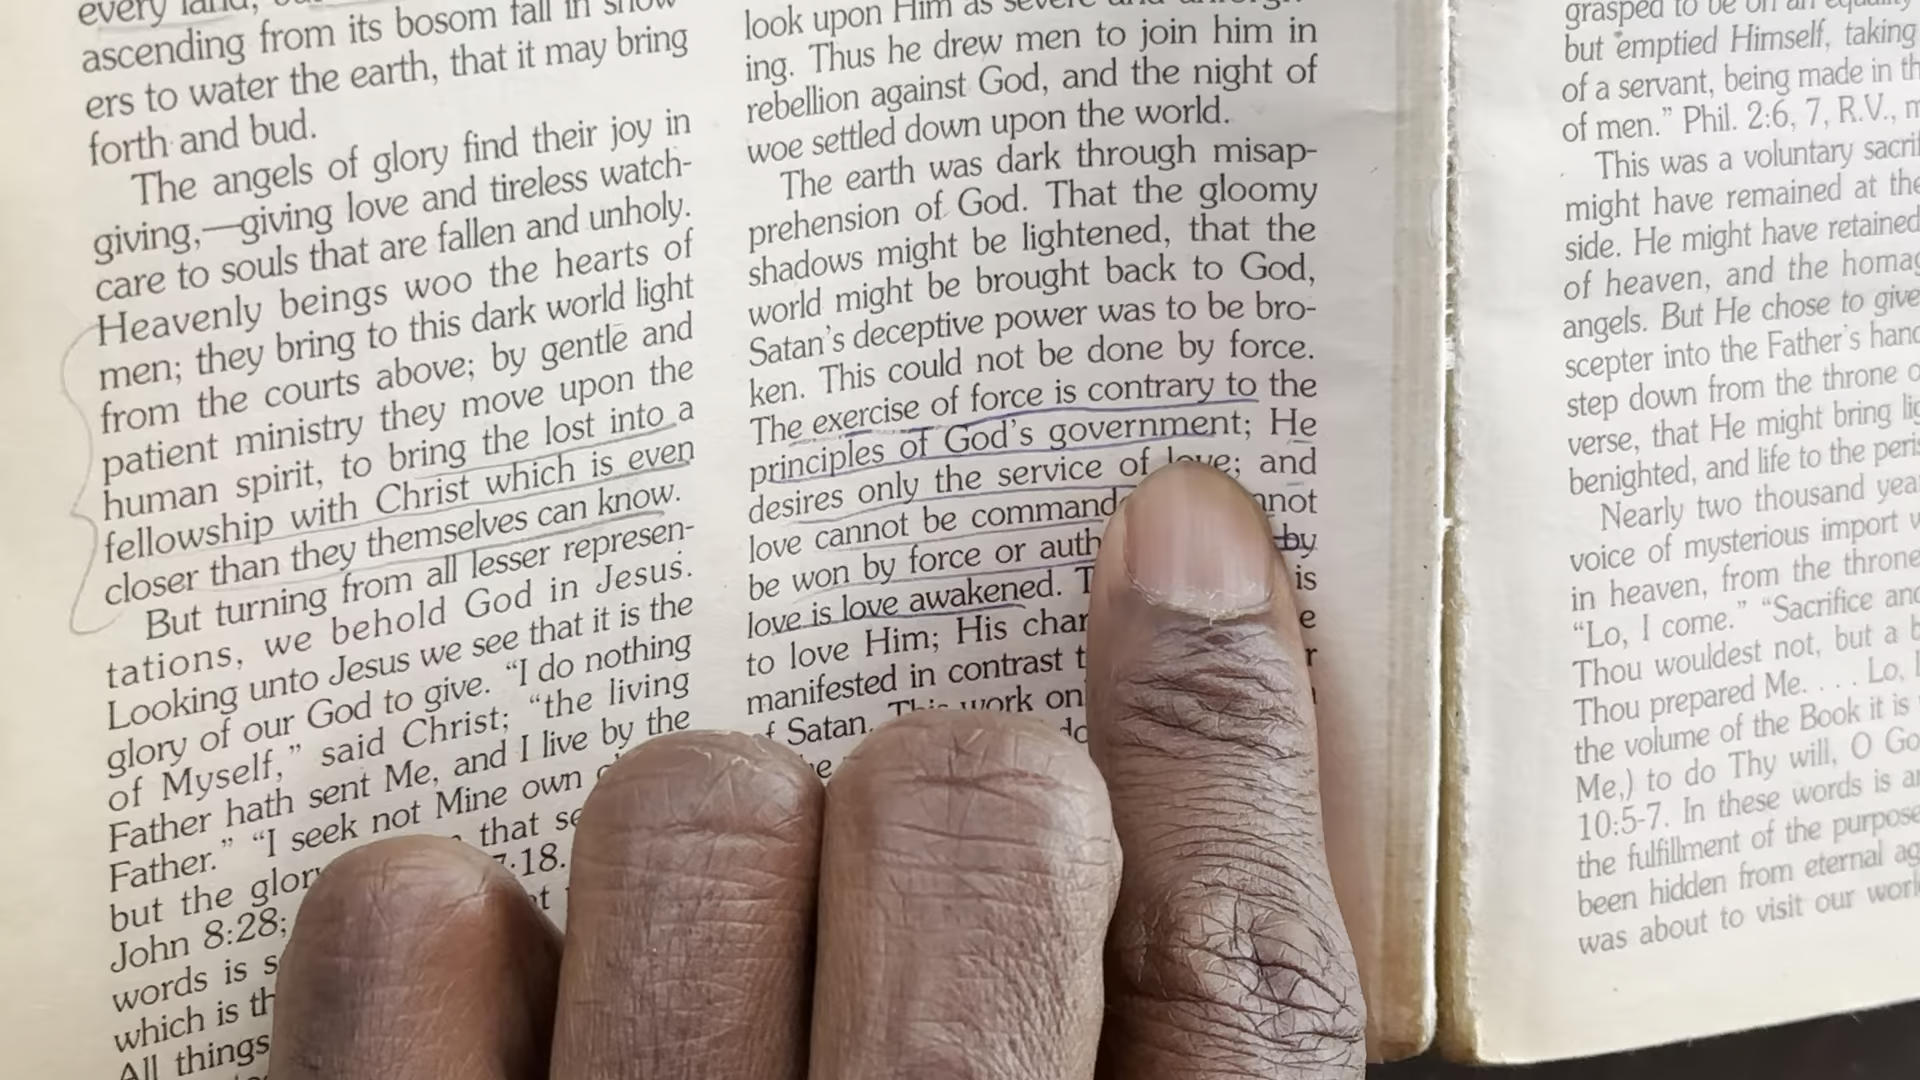 ascending from its bosom fall in show
ers to water the earth, that it may bring
forth and bud.
The angels of glory find their joy in
giving,—giving love and tireless watch-
care to souls that are fallen and unholy.
Heavenly beings woo the hearts of
men; they bring to this dark world light
from the courts above; by gentle and
patient ministry they move upon the
human spirit, to bring the lost into a
fellowship with Christ which is even
closer than they themselves can know.
But turning from all lesser represen-
tations, we behold God in Jesus.
Looking unto Jesus we see that it is the
glory of our God to give. “I do nothing
of Myself,” said Christ; “the living
Father hath sent Me, and I live by the
Father.” “I seek not Mine own
but the glory that se
John 8:28; 7:18.
words is s
which is th
All things
look upon Him as severe and
ing. Thus he drew men to join him in
rebellion against God, and the night of
woe settled down upon the world.
The earth was dark through misap-
prehension of God. That the gloomy
shadows might be lightened, that the
world might be brought back to God,
Satan’s deceptive power was to be bro-
ken. This could not be done by force.
The exercise of force is contrary to the
principles of God’s government; He
desires only the service of love; and
love cannot be command nnot
be won by force or auth by
love is love awakened. T is
to love Him; His char e
manifested in contrast t r
f Satan. This work on
do
grasped to be on an equality
but emptied Himself, taking
of a servant, being made in th
of men.” Phil. 2:6, 7, R.V., m
This was a voluntary sacrif
might have remained at the
side. He might have retained
of heaven, and the homag
angels. But He chose to give
scepter into the Father’s hand
step down from the throne o
verse, that He might bring lig
benighted, and life to the peris
Nearly two thousand yea
voice of mysterious import w
in heaven, from the throne
“Lo, I come.” “Sacrifice and
Thou wouldest not, but a b
Thou prepared Me. . . . Lo, I
the volume of the Book it is
Me,) to do Thy will, O Go
10:5-7. In these words is an
the fulfillment of the purpose
been hidden from eternal ag
was about to visit our worl